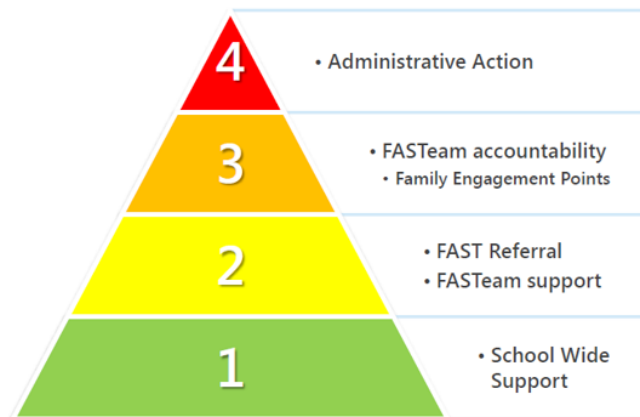 4
• Administrative Action
3
• FASTeam accountability
• Family Engagement Points
2
• FAST Referral
• FASTeam support
1
• School Wide
Support